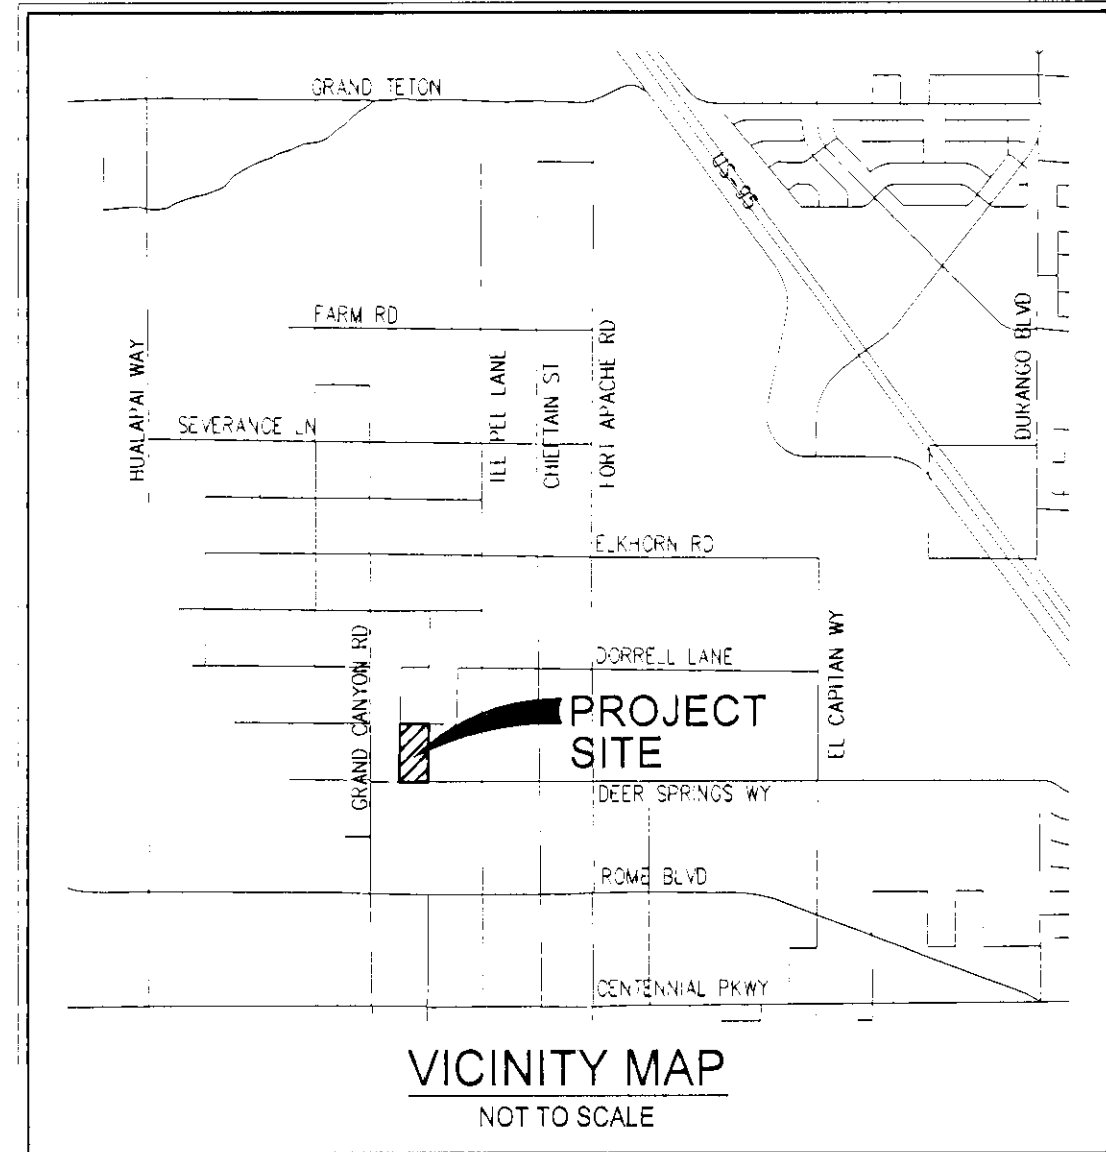 GRAND TETON
US-95
FARM RD
HUALAPAI WAY
SEVERANCE LN
LANE
CHIEFTAIN ST
FORT APACHE RD
DURANGO BLVD
ELKHORN RD
GRAND CANYON RD
DORRELL LANE
EL CAPITAN WY
PROJECT
SITE
DEER SPRINGS WY
ROME BLVD
CENTENNIAL PKWY
VICINITY MAP
NOT TO SCALE